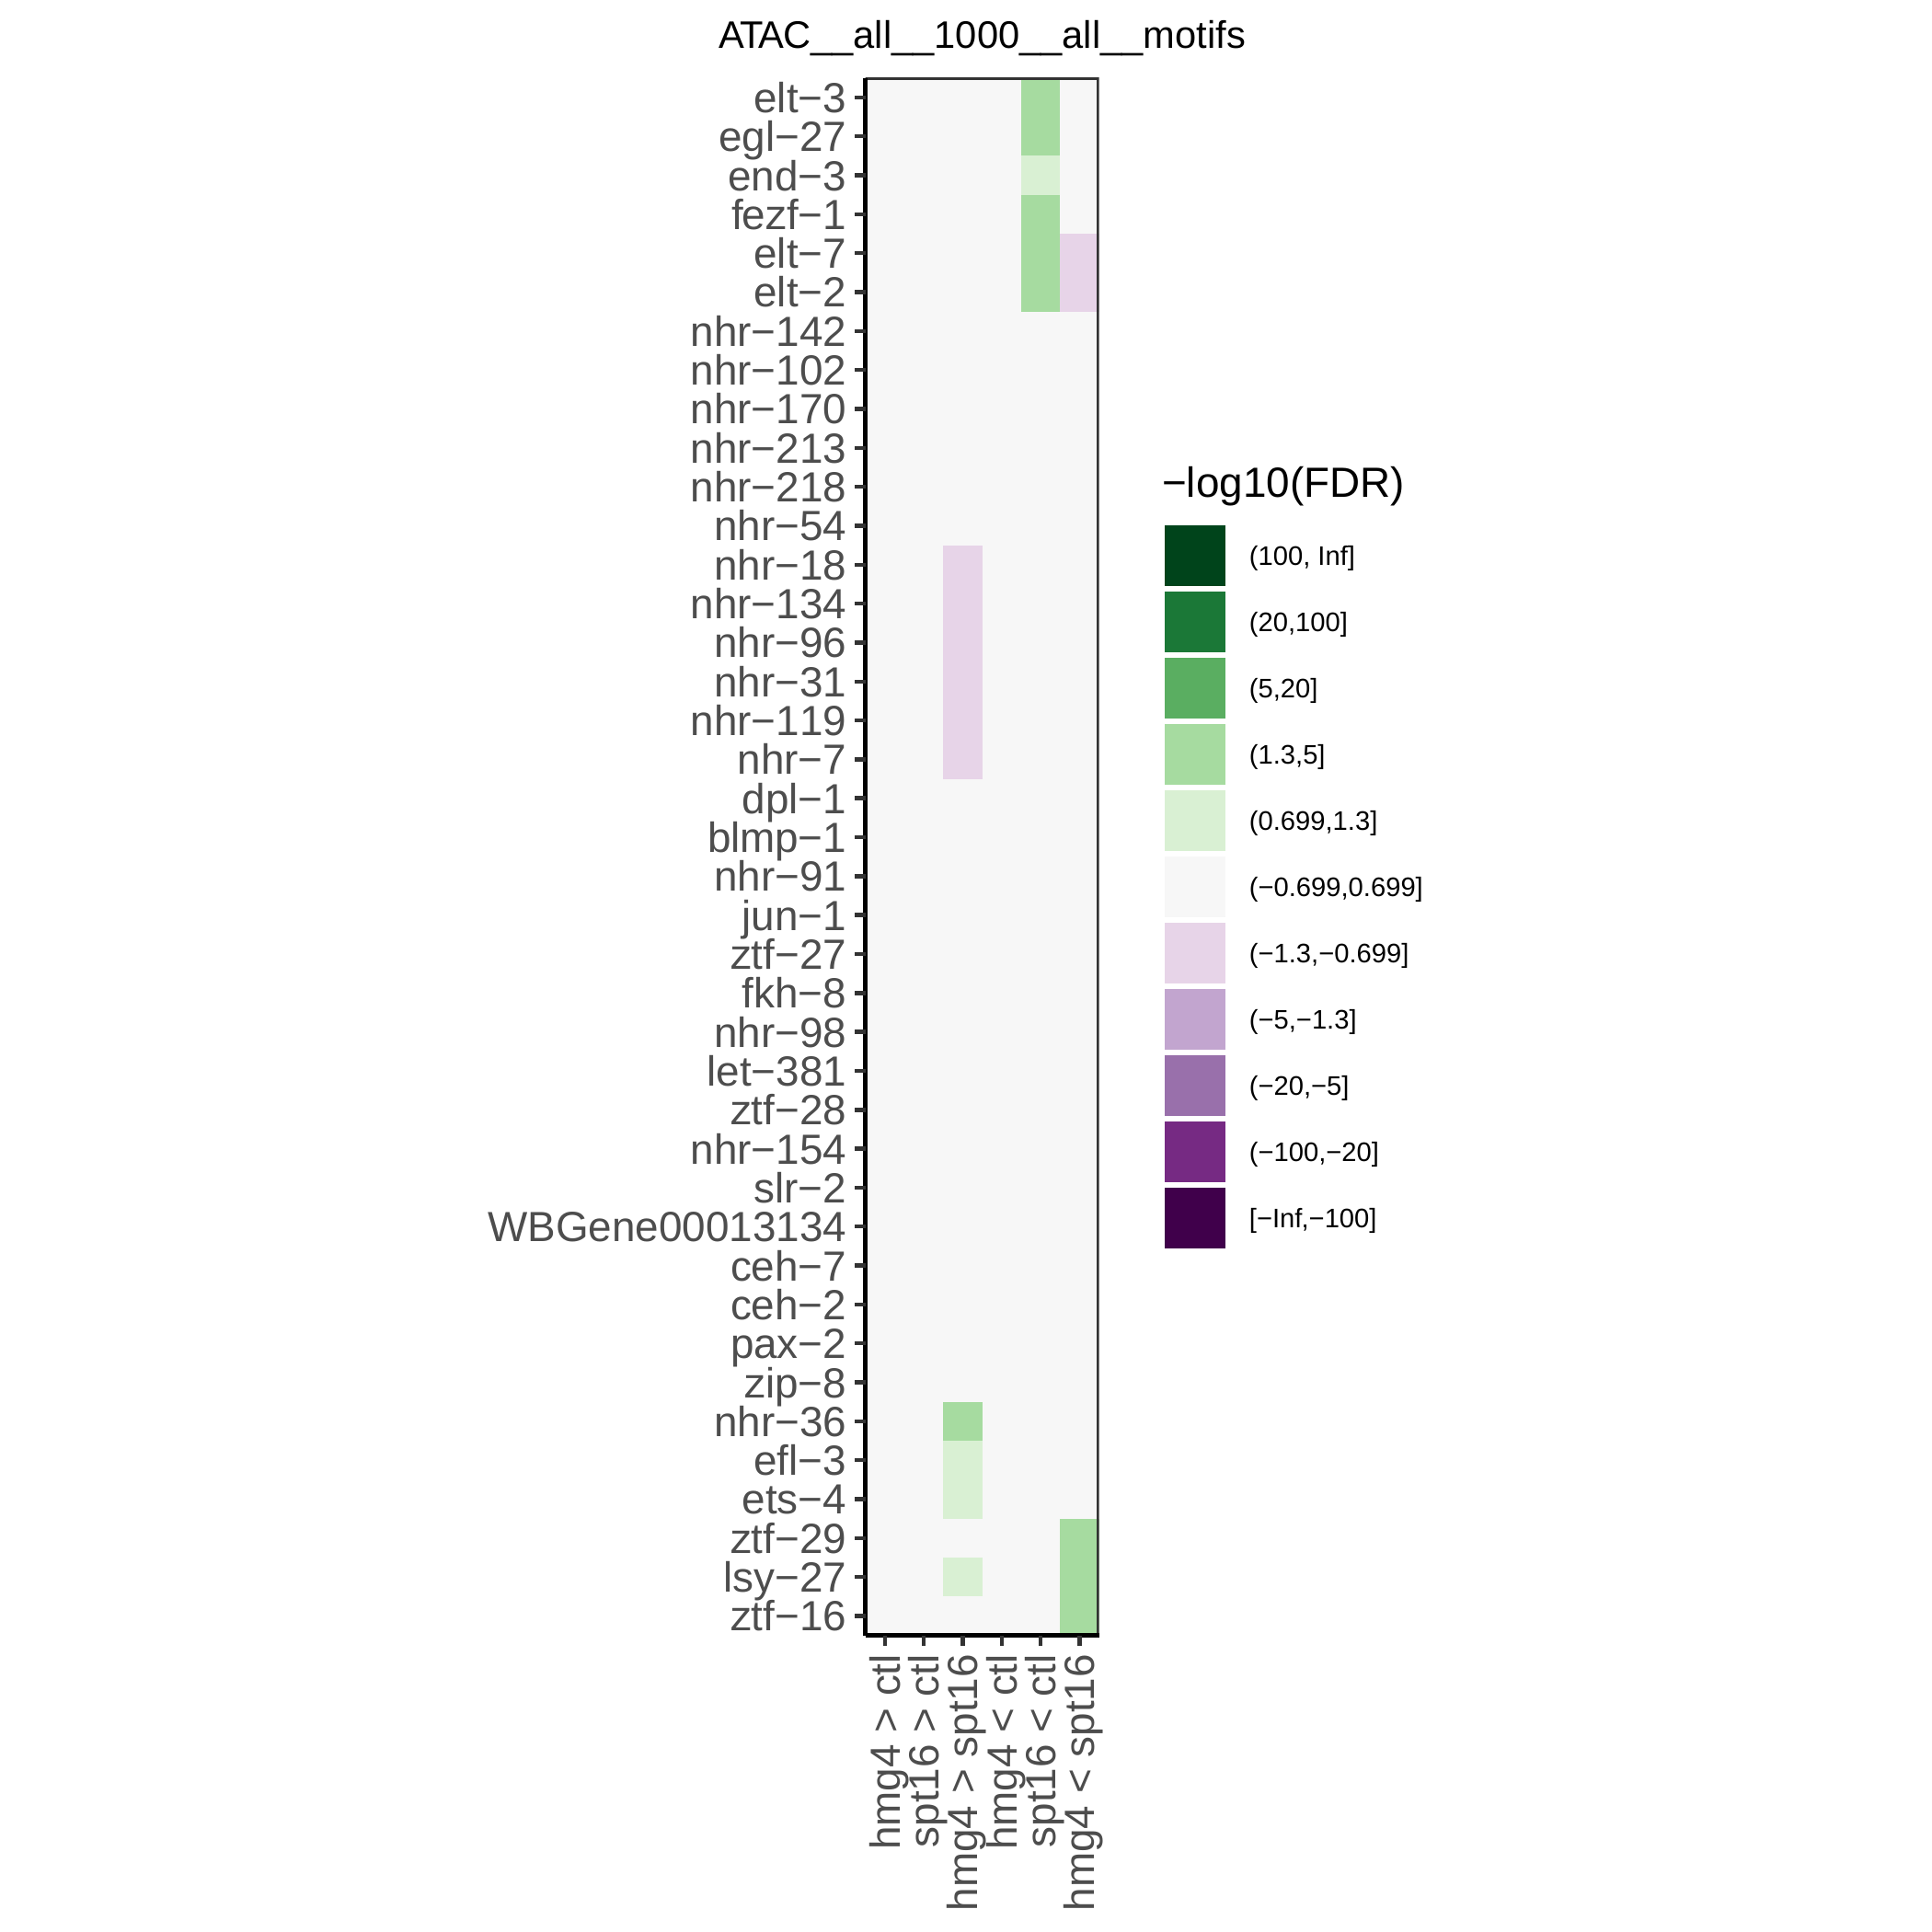 ATAC__all__1000__all__motifs
elt−3
egl−27
end−3
fezf−1
elt−7
elt−2
nhr−142
nhr−102
nhr−170
nhr−213
nhr−218
nhr−54
nhr−18
nhr−134
nhr−96
nhr−31
nhr−119
nhr−7
dpl−1
blmp−1
nhr−91
jun−1
ztf−27
fkh−8
nhr−98
let−381
ztf−28
nhr−154
slr−2
WBGene00013134
ceh−7
ceh−2
pax−2
zip−8
nhr−36
efl−3
ets−4
ztf−29
lsy−27
ztf−16
hmg4 > ctl
spt16 > ctl
hmg4 > spt16
hmg4 < ctl
spt16 < ctl
hmg4 < spt16
−log10(FDR)
(100, Inf]
(20,100]
(5,20]
(1.3,5]
(0.699,1.3]
(−0.699,0.699]
(−1.3,−0.699]
(−5,−1.3]
(−20,−5]
(−100,−20]
[−Inf,−100]